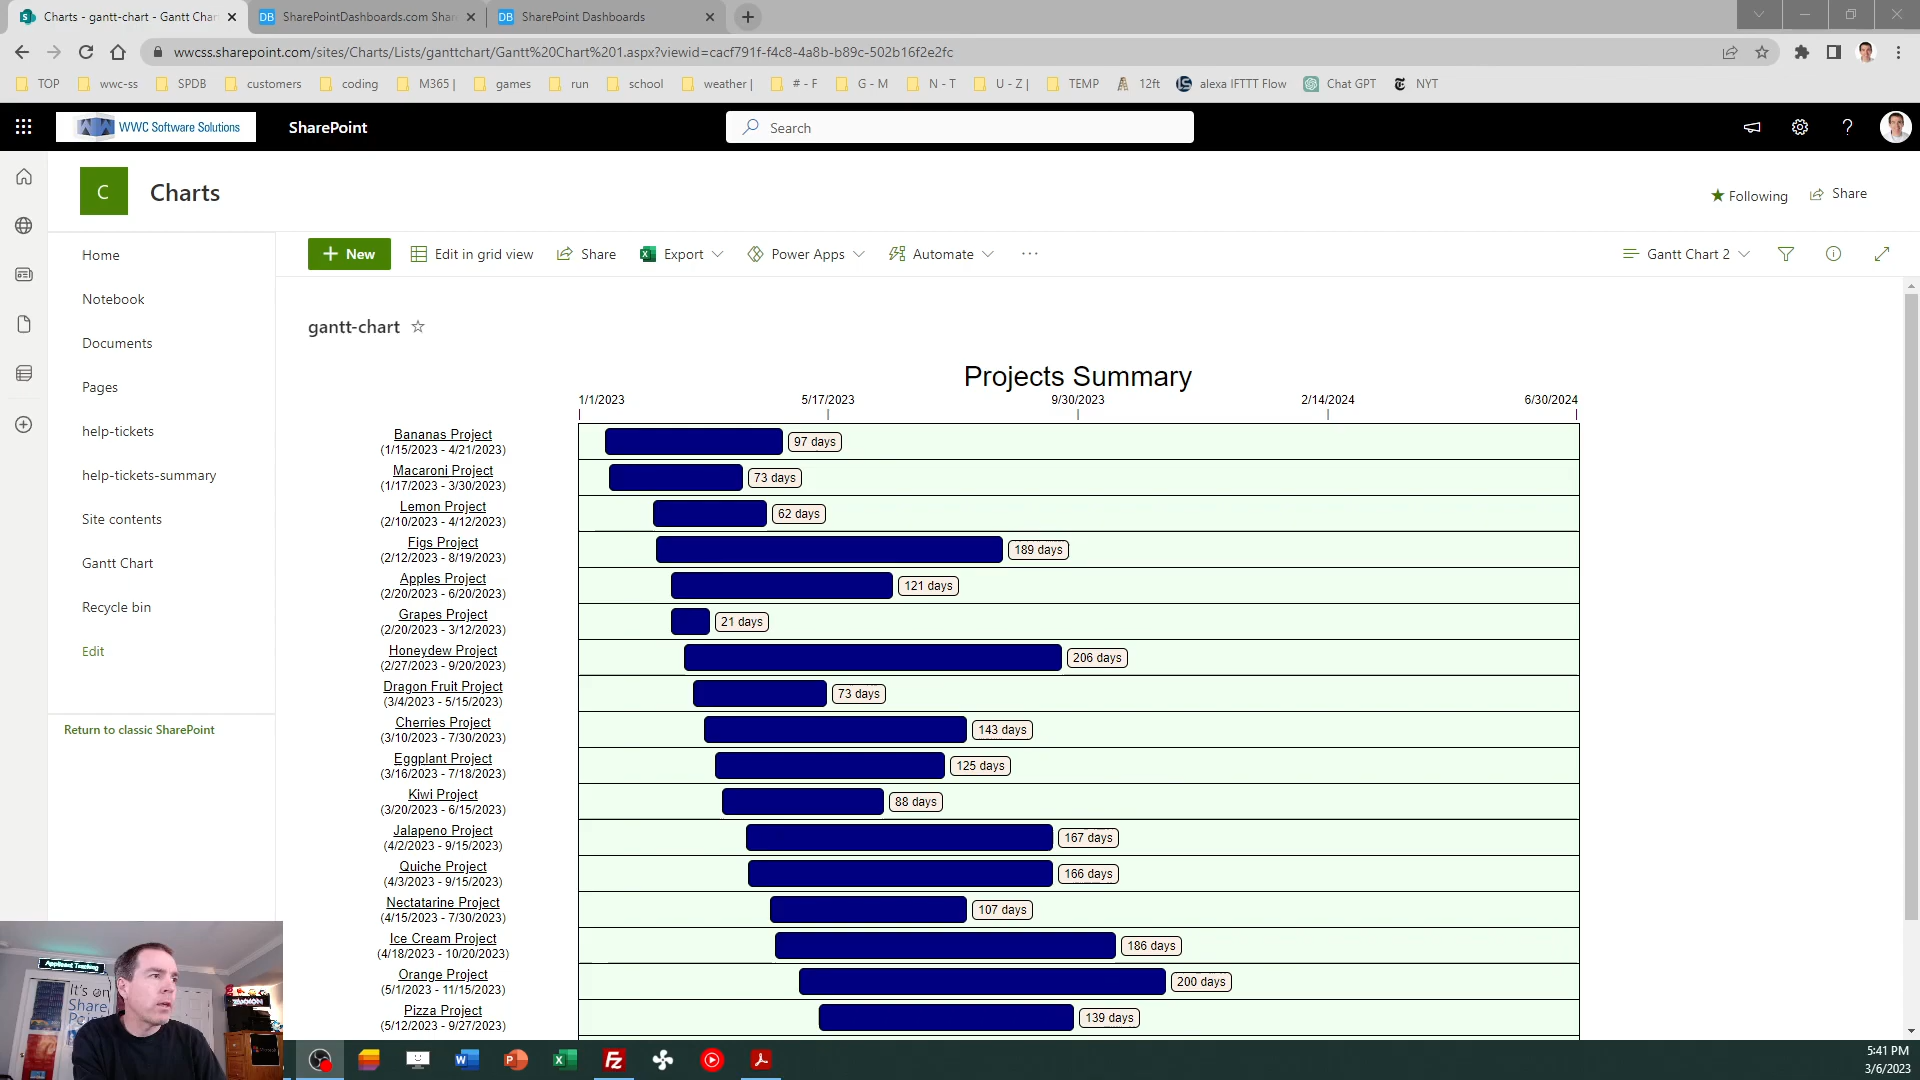 Charts - gantt-chart - Gantt Char
SharePointDashboards.com Shar
SharePoint Dashboards
wwcss.sharepoint.com/sites/Charts/Lists/ganttchart/Gantt%20Chart%201.aspx?viewid=cacf791f-f4c8-4a8b-b89c-502b16f2e2fc
TOP wwc-ss SPDB customers coding M365 | games run school weather | # - F G - M N - T U - Z | TEMP 12ft alexa IFTTT Flow Chat GPT NYT
WWC Software Solutions
SharePoint
Search
C
Charts
Following
Share
Home
Notebook
Documents
Pages
help-tickets
help-tickets-summary
Site contents
Gantt Chart
Recycle bin
Edit
Return to classic SharePoint
+ New Edit in grid view Share Export Power Apps Automate ··· Gantt Chart 2
gantt-chart
Projects Summary
1/1/2023 5/17/2023 9/30/2023 2/14/2024 6/30/2024
Bananas Project
(1/15/2023 - 4/21/2023)
97 days
Macaroni Project
(1/17/2023 - 3/30/2023)
73 days
Lemon Project
(2/10/2023 - 4/12/2023)
62 days
Figs Project
(2/12/2023 - 8/19/2023)
189 days
Apples Project
(2/20/2023 - 6/20/2023)
121 days
Grapes Project
(2/20/2023 - 3/12/2023)
21 days
Honeydew Project
(2/27/2023 - 9/20/2023)
206 days
Dragon Fruit Project
(3/4/2023 - 5/15/2023)
73 days
Cherries Project
(3/10/2023 - 7/30/2023)
143 days
Eggplant Project
(3/16/2023 - 7/18/2023)
125 days
Kiwi Project
(3/20/2023 - 6/15/2023)
88 days
Jalapeno Project
(4/2/2023 - 9/15/2023)
167 days
Quiche Project
(4/3/2023 - 9/15/2023)
166 days
Nectatarine Project
(4/15/2023 - 7/30/2023)
107 days
Ice Cream Project
(4/18/2023 - 10/20/2023)
186 days
Orange Project
(5/1/2023 - 11/15/2023)
200 days
Pizza Project
(5/12/2023 - 9/27/2023)
139 days
Applicant Tracking
It's on
Share
Poi
5:41 PM
3/6/2023